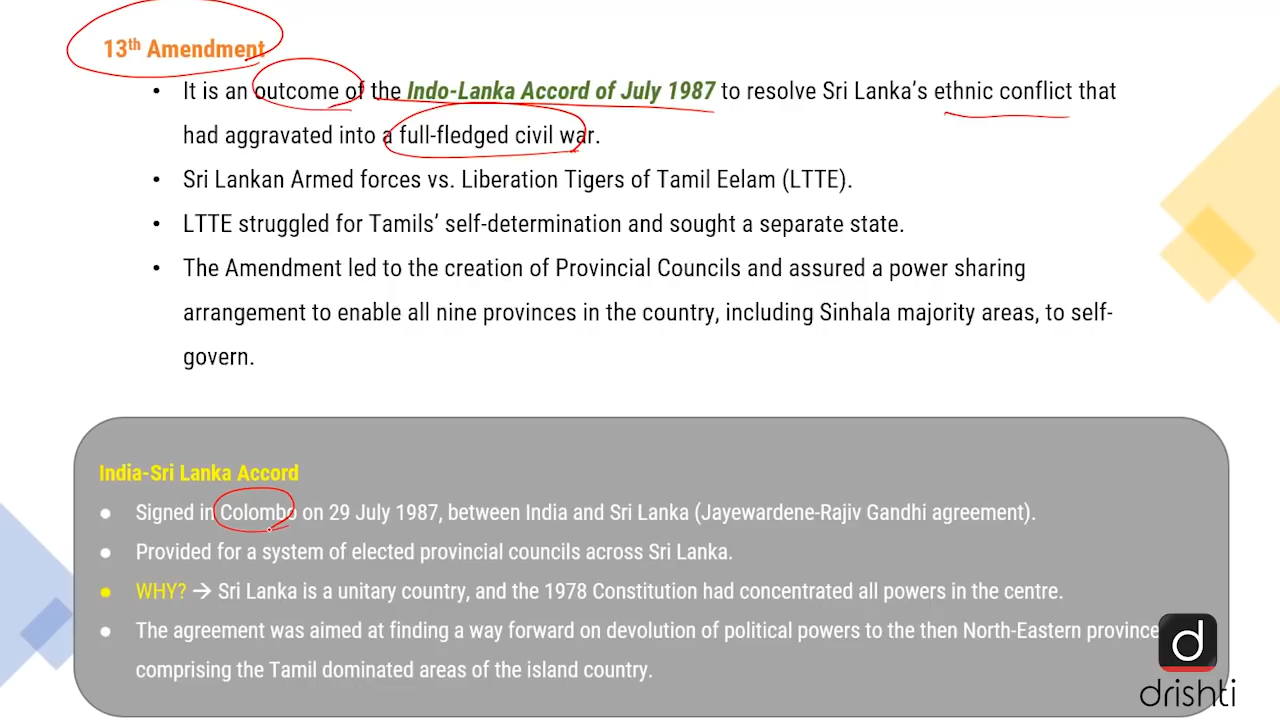 13th Amendment
• It is an outcome of the Indo-Lanka Accord of July 1987 to resolve Sri Lanka's ethnic conflict that
had aggravated into a full-fledged civil war.
• Sri Lankan Armed forces vs. Liberation Tigers of Tamil Eelam (LTTE).
• LTTE struggled for Tamils' self-determination and sought a separate state.
• The Amendment led to the creation of Provincial Councils and assured a power sharing
arrangement to enable all nine provinces in the country, including Sinhala majority areas, to self-
govern.
India-Sri Lanka Accord
● Signed in Colombo on 29 July 1987, between India and Sri Lanka (Jayewardene-Rajiv Gandhi agreement).
● Provided for a system of elected provincial councils across Sri Lanka.
● WHY? → Sri Lanka is a unitary country, and the 1978 Constitution had concentrated all powers in the centre.
● The agreement was aimed at finding a way forward on devolution of political powers to the then North-Eastern province
comprising the Tamil dominated areas of the island country.
d
drishti